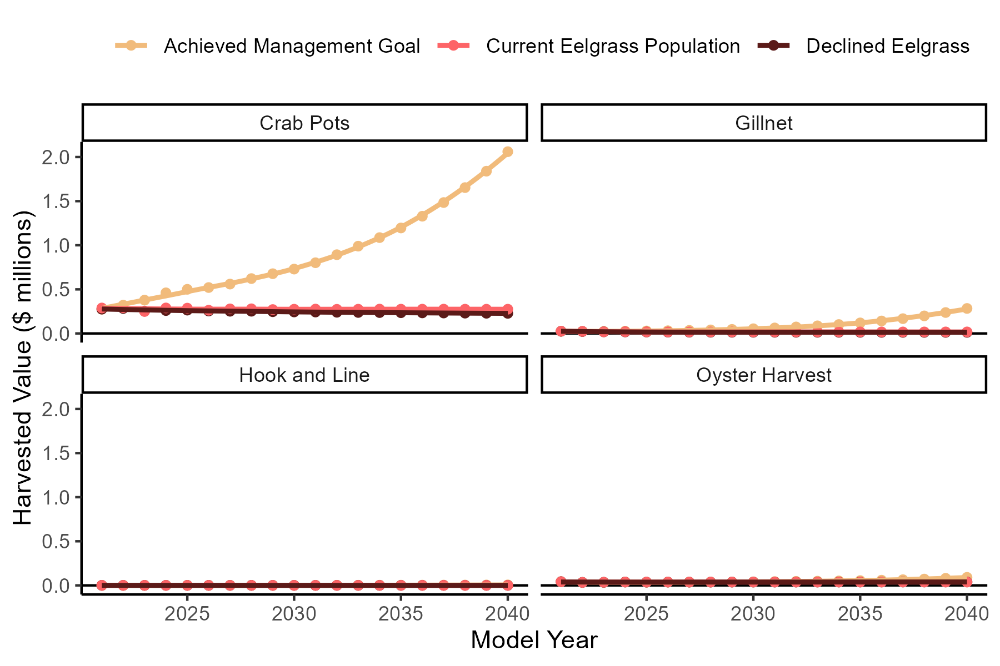 Achieved Management Goal Current Eelgrass Population Declined Eelgrass
Crab Pots Gillnet
2.0
1.5
1.0
0.5
0.0
Hook and Line Oyster Harvest
2.0
1.5
1.0
0.5
0.0
Harvested Value ($ millions)
2025 2030 2035 2040 2025 2030 2035 2040
Model Year